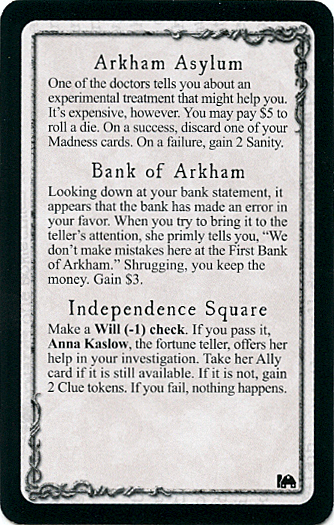 Arkham Asylum
One of the doctors tells you about an
experimental treatment that might help you.
It's expensive, however. You may pay $5 to
roll a die. On a success, discard one of your
Madness cards. On a failure, gain 2 Sanity.
Bank of Arkham
Looking down at your bank statement, it
appears that the bank has made an error in
your favor. When you try to bring it to the
teller's attention, she primly tells you, “We
don't make mistakes here at the First Bank
of Arkham.” Shrugging, you keep the
money. Gain $3.
Independence Square
Make a Will (-1) check. If you pass it,
Anna Kaslow, the fortune teller, offers her
help in your investigation. Take her Ally
card if it is still available. If it is not, gain
2 Clue tokens. If you fail, nothing happens.